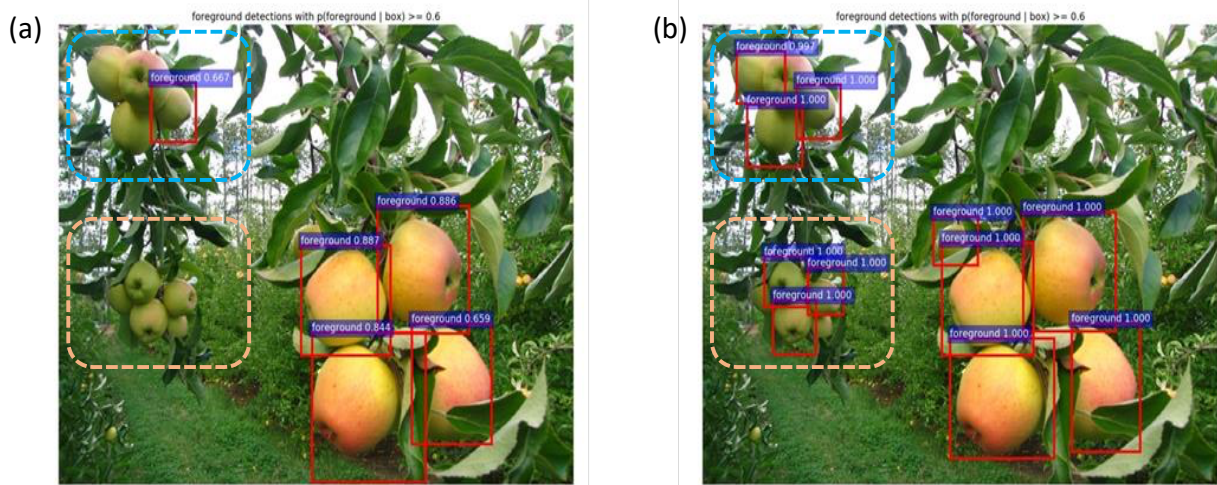 (a)
foreground detections with p(foreground | box) >= 0.6
foreground 0.667
foreground 0.886
foreground 0.887
foreground 0.844
foreground 0.659
(b)
foreground detections with p(foreground | box) >= 0.6
foreground 0.997
foreground 1.000
foreground 1.000
foreground 1.000
foreground 1.000
foreground 1.000
foreground 1.000
foreground 1.000
foreground 1.000
foreground 1.000
foreground 1.000
foreground 1.000